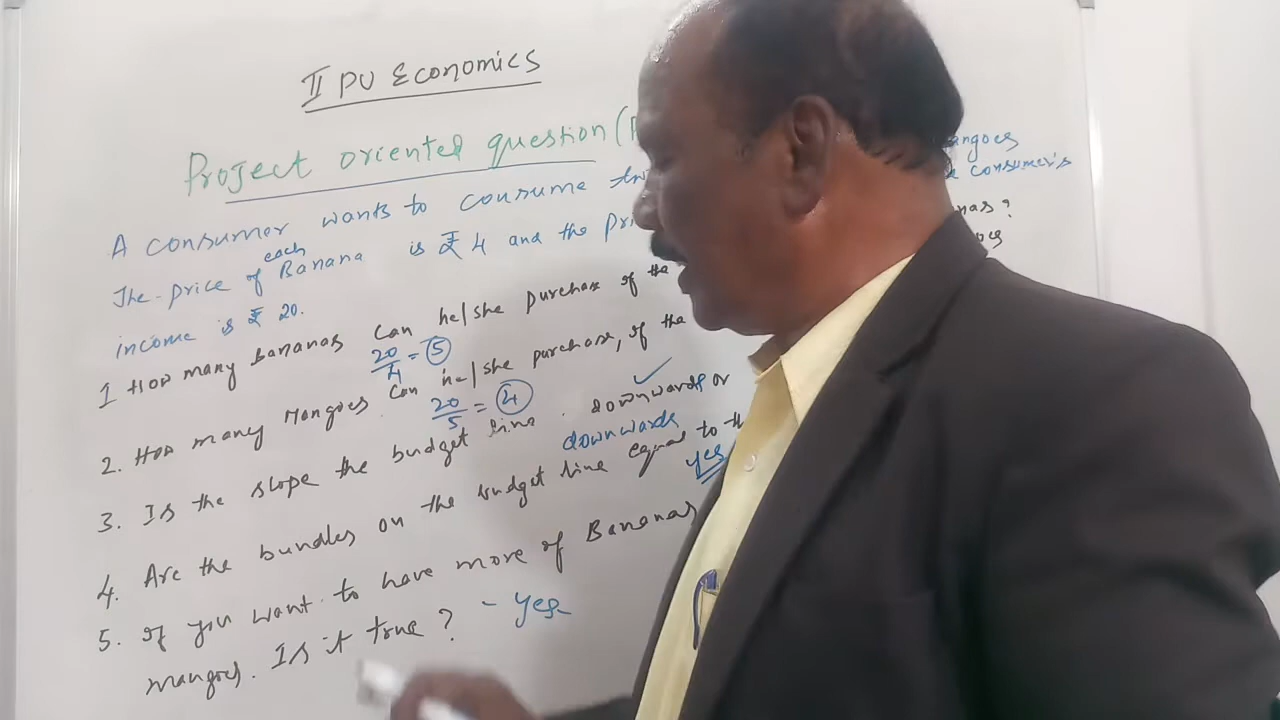 II PU Economics
Project oriented question (
A consumer wants to consume angoes
The price of each Banana is ₹ 4 and the pri consumer's
income is ₹ 20.
1 How many bananas can he/she purchase of the nas?
20/4 = 5
2. How many Mangoes can he/she purchase, of the
20/5 = 4
3. Is the slope the budget line. downwards or
downwards
4. Are the bundles on the budget line equal to th
yes
5. If you want to have more of Bananas
mangoes. Is it true? - Yes